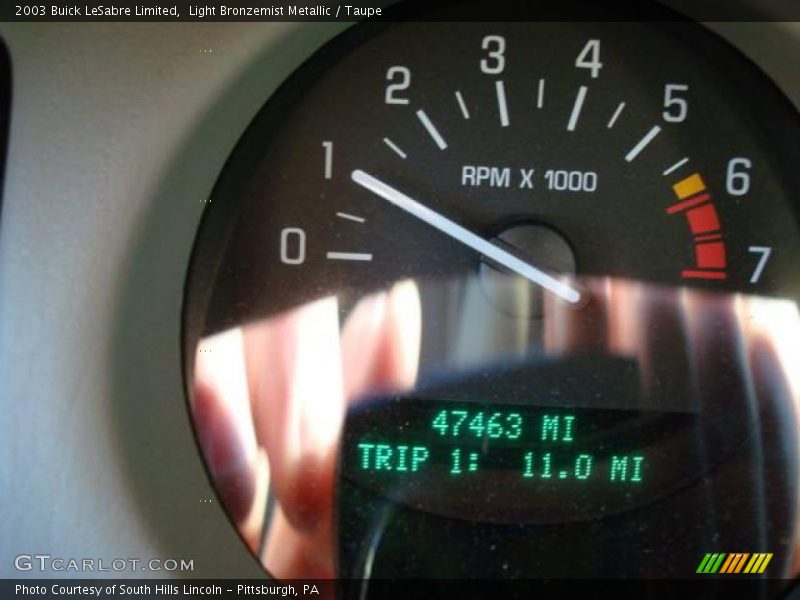 2003 Buick LeSabre Limited,  Light Bronzemist Metallic / Taupe
0 1 2 3 4 5 6 7
RPM X 1000
47463 MI
TRIP 1: 11.0 MI
GTCARLOT.COM
Photo Courtesy of South Hills Lincoln - Pittsburgh, PA